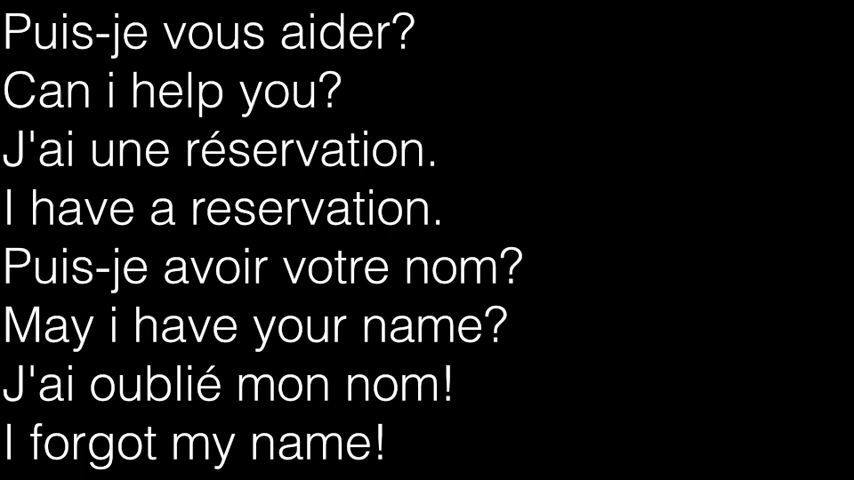 Puis-je vous aider?
Can i help you?
J'ai une réservation.
I have a reservation.
Puis-je avoir votre nom?
May i have your name?
J'ai oublié mon nom!
I forgot my name!